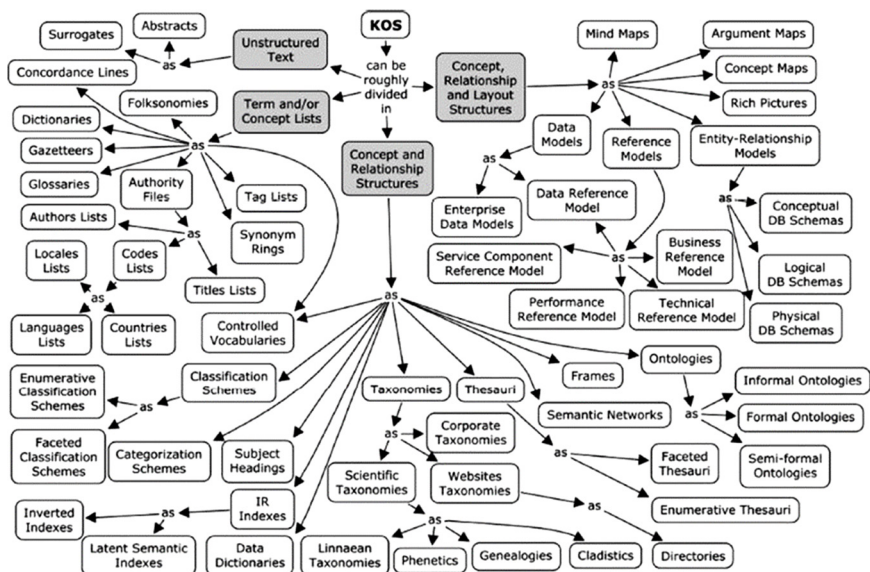 KOS
can be
roughly
divided
in
Unstructured
Text
as
Surrogates
Abstracts
Term and/or
Concept Lists
as
Concordance Lines
Folksonomies
Dictionaries
Gazetteers
Glossaries
Authority
Files
Tag Lists
Synonym
Rings
Authors Lists
as
Codes Lists
Titles Lists
Locales
Lists
as
Languages
Lists
Countries
Lists
Controlled
Vocabularies
Concept,
Relationship
and Layout
Structures
as
Mind Maps
Argument Maps
Concept Maps
Rich Pictures
Data
Models
Reference
Models
Entity-Relationship
Models
as
Enterprise
Data Models
Data Reference
Model
as
Service Component
Reference Model
Business
Reference
Model
Performance
Reference Model
Technical
Reference Model
as
Conceptual
DB Schemas
Logical
DB Schemas
Physical
DB Schemas
Concept and
Relationship
Structures
as
Classification
Schemes
as
Enumerative
Classification
Schemes
Faceted
Classification
Schemes
Categorization
Schemes
Subject
Headings
IR
Indexes
as
Inverted
Indexes
Latent Semantic
Indexes
Data
Dictionaries
Taxonomies
as
Corporate
Taxonomies
Scientific
Taxonomies
Websites
Taxonomies
as
Linnaean
Taxonomies
Phenetics
Genealogies
Cladistics
as
Directories
Thesauri
as
Faceted
Thesauri
Enumerative Thesauri
Semantic Networks
Frames
Ontologies
as
Informal Ontologies
Formal Ontologies
Semi-formal
Ontologies